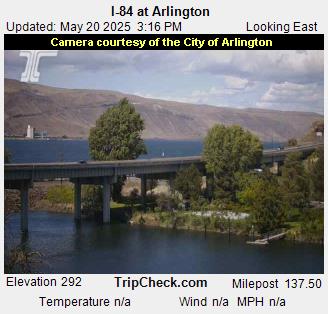 I-84 at Arlington
Updated: May 20 2025 3:16 PM Looking East
Camera courtesy of the City of Arlington
Elevation 292 TripCheck.com Milepost 137.50
Temperature n/a Wind n/a MPH n/a